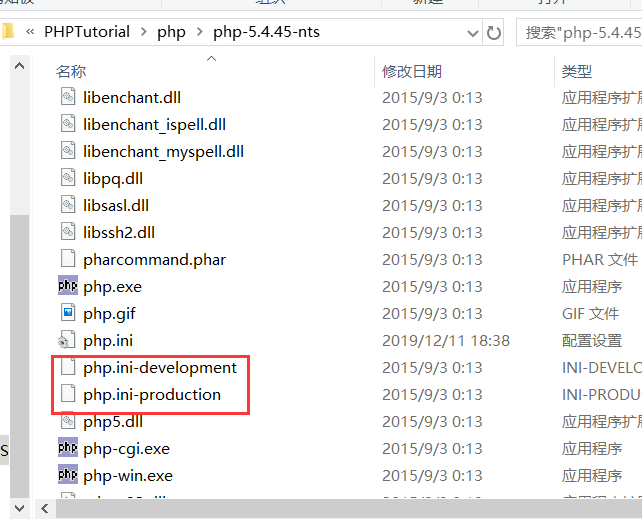 « PHPTutorial > php > php-5.4.45-nts 搜索"php-5.4.45
名称 修改日期 类型
libenchant.dll 2015/9/3 0:13 应用程序扩展
libenchant_ispell.dll 2015/9/3 0:13 应用程序扩展
libenchant_myspell.dll 2015/9/3 0:13 应用程序扩展
libpq.dll 2015/9/3 0:13 应用程序扩展
libsasl.dll 2015/9/3 0:13 应用程序扩展
libssh2.dll 2015/9/3 0:13 应用程序扩展
pharcommand.phar 2015/9/3 0:13 PHAR 文件
php.exe 2015/9/3 0:13 应用程序
php.gif 2015/9/3 0:13 GIF 文件
php.ini 2019/12/11 18:38 配置设置
php.ini-development 2015/9/3 0:13 INI-DEVELO
php.ini-production 2015/9/3 0:13 INI-PRODU
php5.dll 2015/9/3 0:13 应用程序扩展
php-cgi.exe 2015/9/3 0:13 应用程序
php-win.exe 2015/9/3 0:13 应用程序